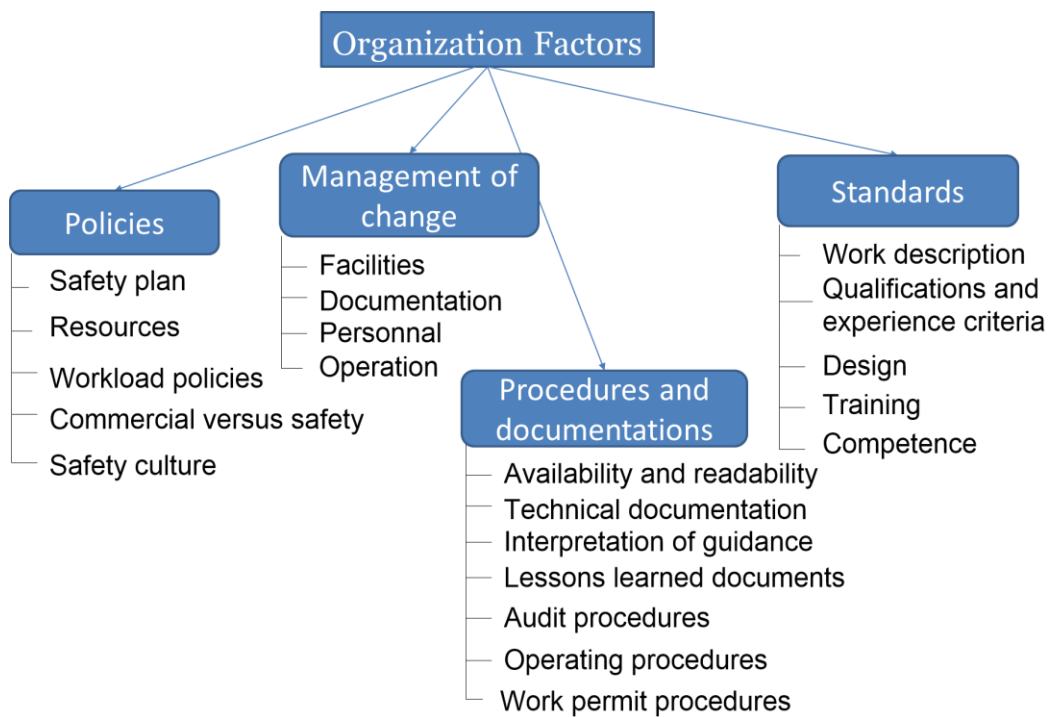 Organization Factors
Policies
Safety plan
Resources
Workload policies
Commercial versus safety
Safety culture
Management of
change
Facilities
Documentation
Personnal
Operation
Procedures and
documentations
Availability and readability
Technical documentation
Interpretation of guidance
Lessons learned documents
Audit procedures
Operating procedures
Work permit procedures
Standards
Work description
Qualifications and
experience criteria
Design
Training
Competence